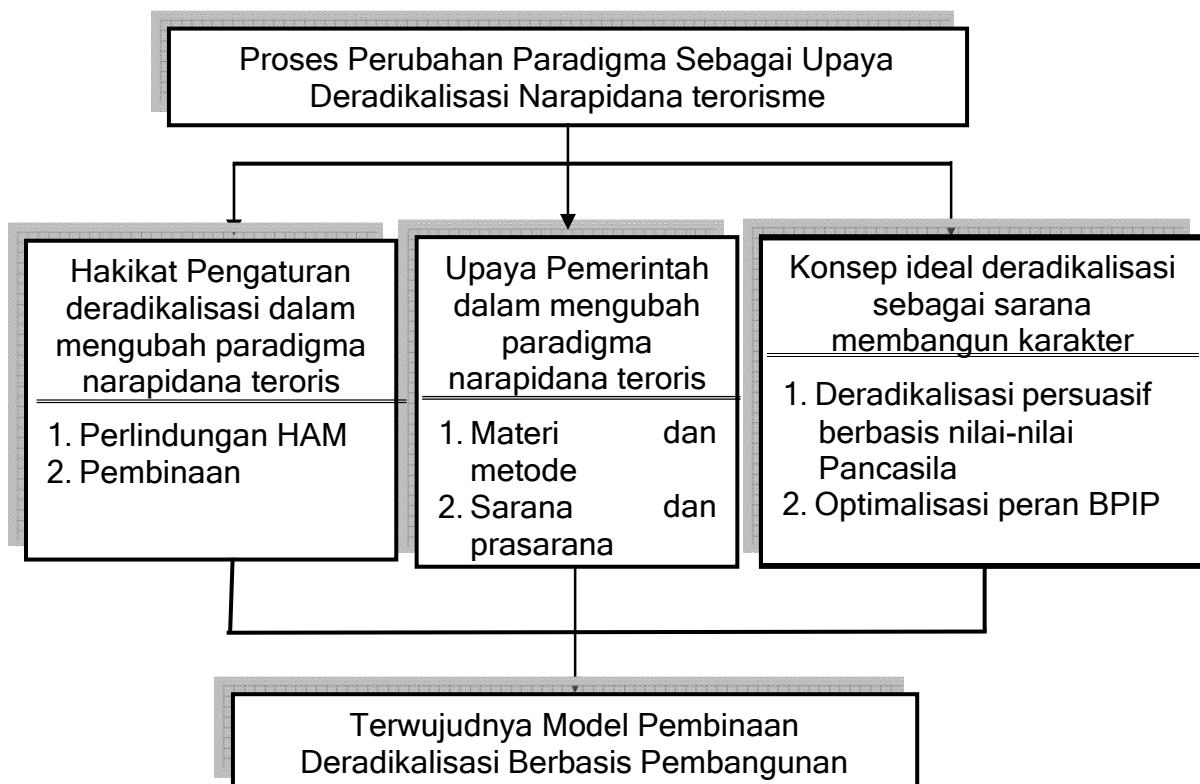 Proses Perubahan Paradigma Sebagai Upaya
Deradikalisasi Narapidana terorisme
Hakikat Pengaturan
deradikalisasi dalam
mengubah paradigma
narapidana teroris
1. Perlindungan HAM
2. Pembinaan
Upaya Pemerintah
dalam mengubah
paradigma
narapidana teroris
1. Materi dan
metode
2. Sarana dan
prasarana
Konsep ideal deradikalisasi
sebagai sarana
membangun karakter
1. Deradikalisasi persuasif
berbasis nilai-nilai
Pancasila
2. Optimalisasi peran BPIP
Terwujudnya Model Pembinaan
Deradikalisasi Berbasis Pembangunan